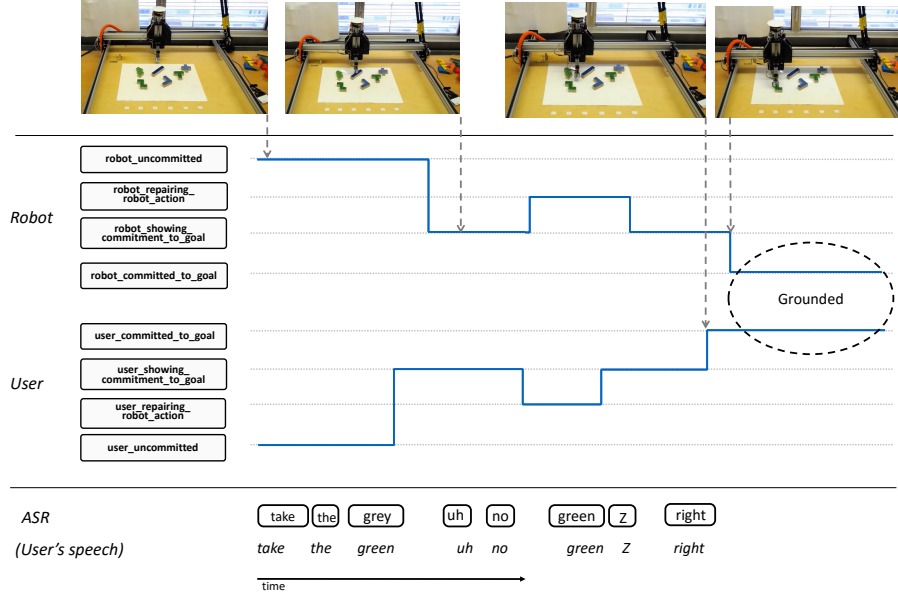 robot_uncommitted
robot_repairing_
robot_action
Robot
robot_showing_
commitment_to_goal
robot_committed_to_goal
Grounded
user_committed_to_goal
User
user_showing_
commitment_to_goal
user_repairing_
robot_action
user_uncommitted
ASR take the grey uh no green Z right
(User's speech) take the green uh no green Z right
time